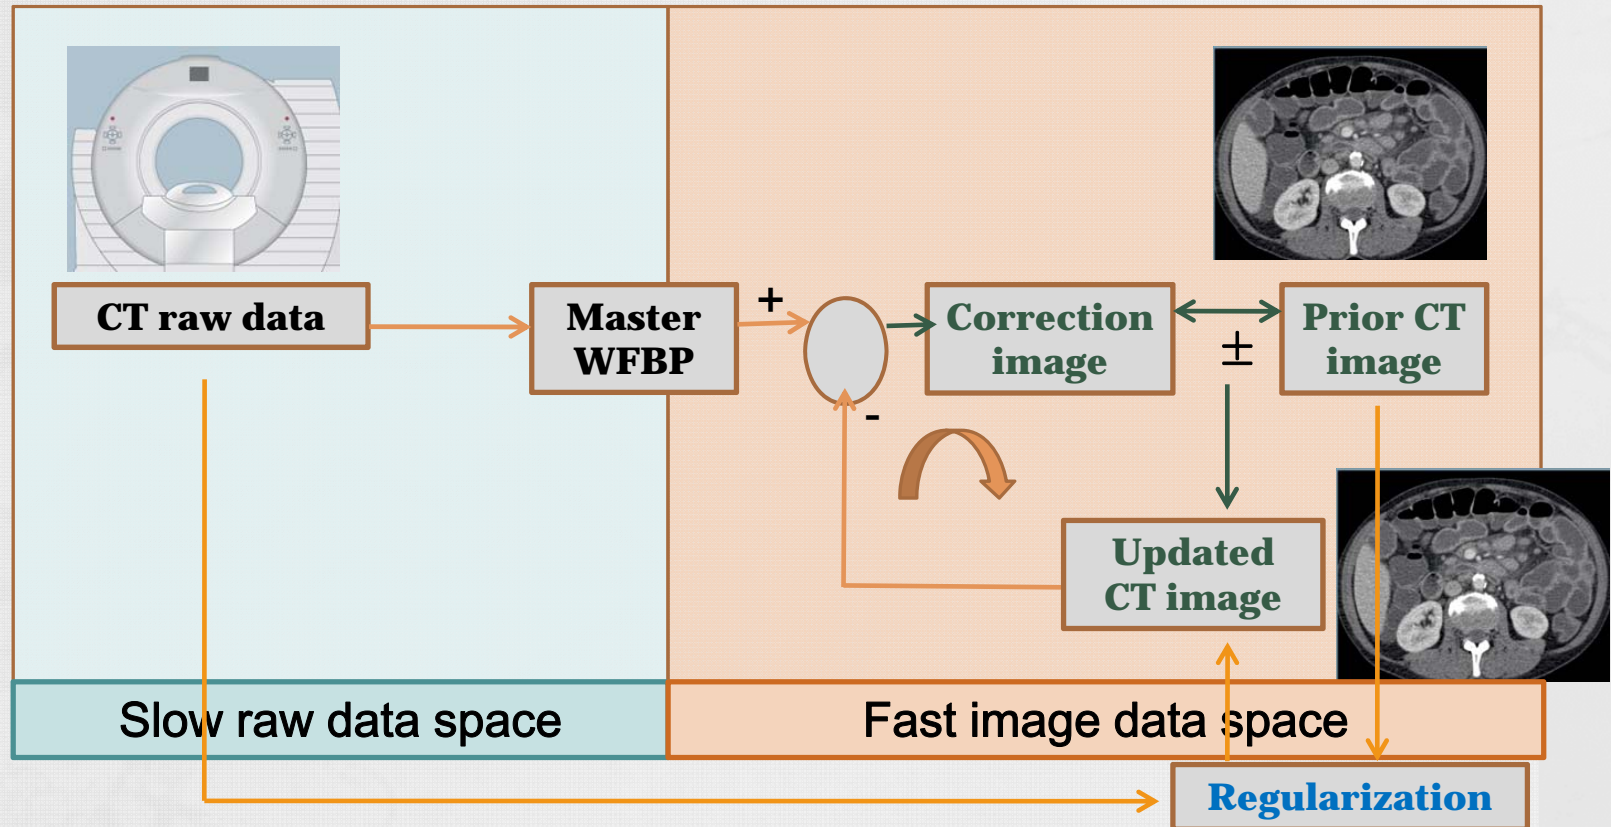 CT raw data
Master
WFBP
+
-
Correction
image
±
Prior CT
image
Updated
CT image
Slow raw data space
Fast image data space
Regularization